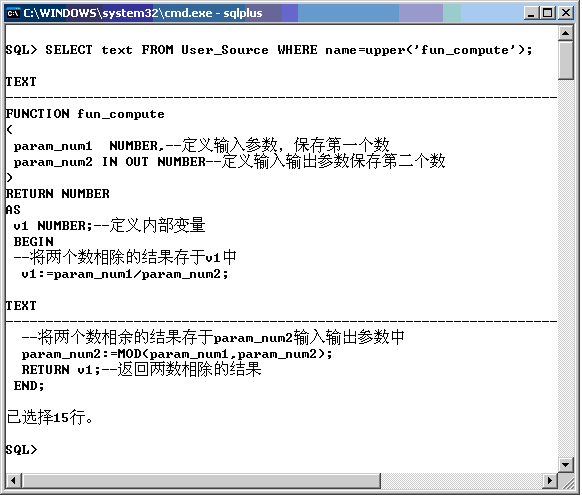 C:\WINDOWS\system32\cmd.exe - sqlplus
SQL> SELECT text FROM User_Source WHERE name=upper('fun_compute');
TEXT
--------------------------------------------------------------------------------
FUNCTION fun_compute
(
param_num1  NUMBER,--定义输入参数，保存第一个数
param_num2 IN OUT NUMBER--定义输入输出参数保存第二个数
)
RETURN NUMBER
AS
v1 NUMBER;--定义内部变量
BEGIN
--将两个数相除的结果存于v1中
v1:=param_num1/param_num2;
TEXT
--------------------------------------------------------------------------------
--将两个数相余的结果存于param_num2输入输出参数中
param_num2:=MOD(param_num1,param_num2);
RETURN v1;--返回两数相除的结果
END;
已选择15行。
SQL>